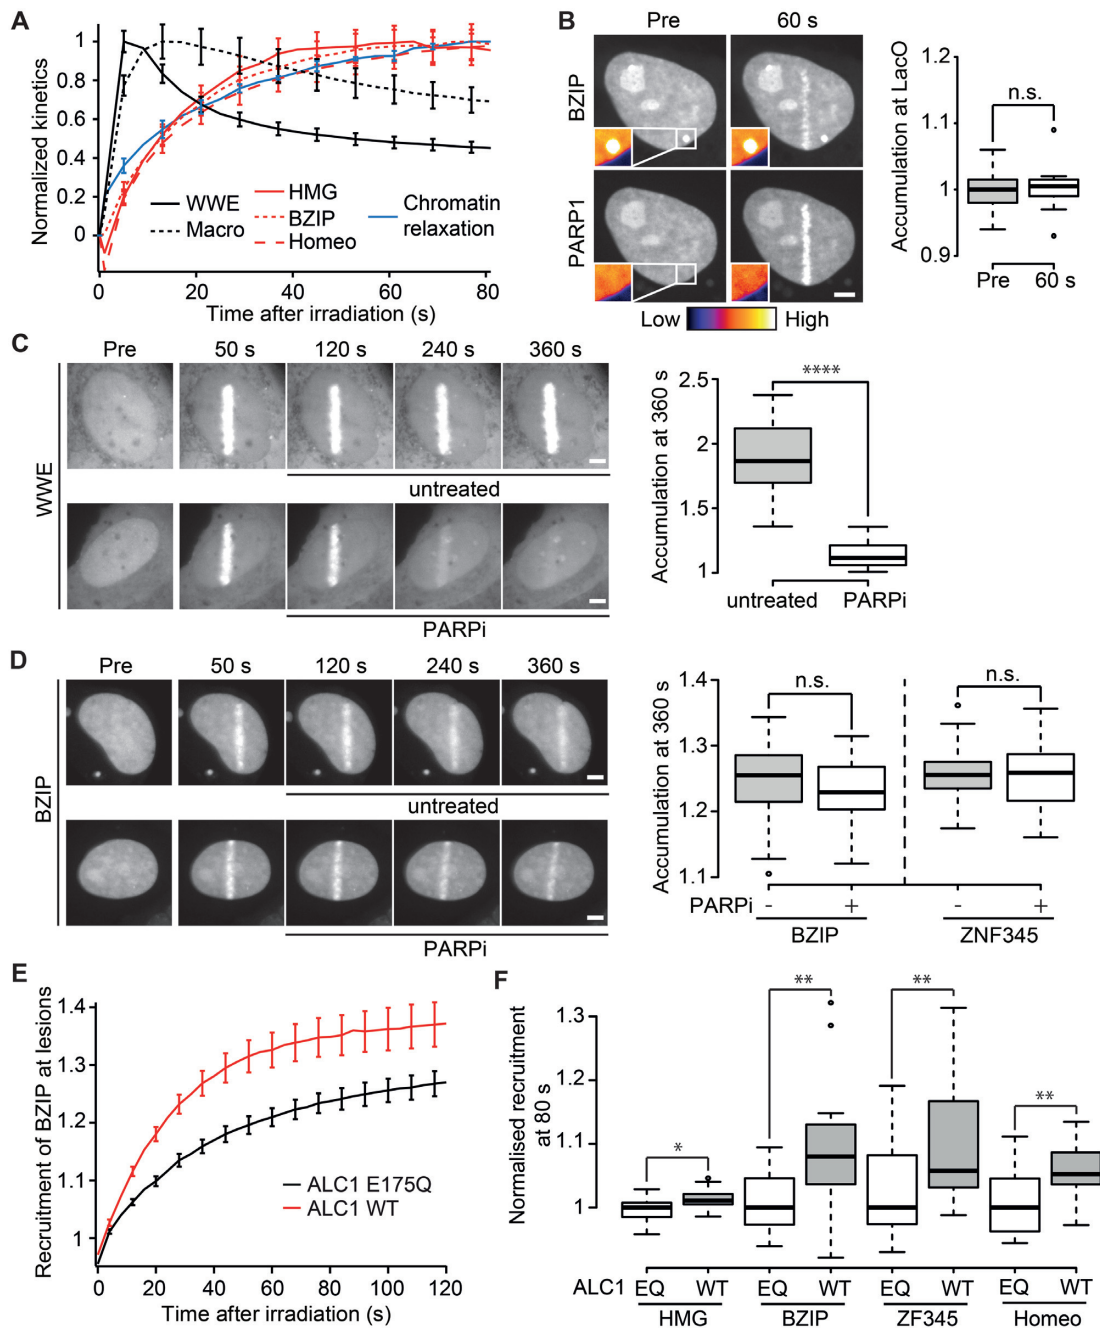 A
Normalized kinetics
1
0.8
0.6
0.4
0.2
0
WWE
Macro
HMG
BZIP
Homeo
Chromatin
relaxation
0 20 40 60 80
Time after irradiation (s)
B
Pre 60 s
BZIP
PARP1
Low High
Accumulation at LacO
1.2
1.1
1
0.9
n.s.
Pre 60 s
C
Pre 50 s 120 s 240 s 360 s
WWE
untreated
PARPi
Accumulation at 360 s
2.5
2
1.5
1
****
untreated PARPi
D
Pre 50 s 120 s 240 s 360 s
BZIP
untreated
PARPi
Accumulation at 360 s
1.4
1.3
1.2
1.1
n.s. n.s.
PARPi - + - +
BZIP ZNF345
E
Recruitment of BZIP at lesions
1.4
1.3
1.2
1.1
1
ALC1 E175Q
ALC1 WT
0 20 40 60 80 100 120
Time after irradiation (s)
F
Normalised recruitment
at 80 s
1.3
1.2
1.1
1
* ** ** **
ALC1 EQ WT EQ WT EQ WT EQ WT
HMG BZIP ZF345 Homeo